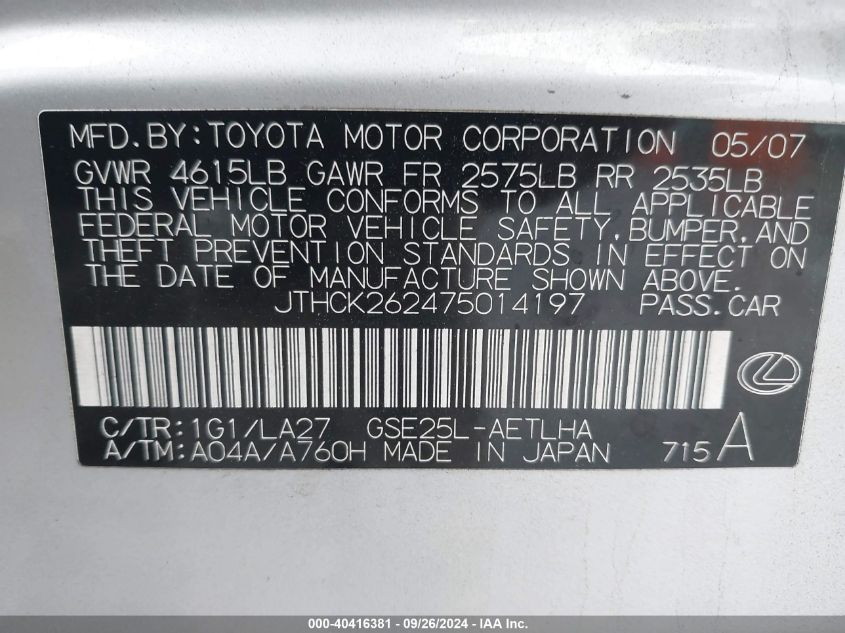 MFD.BY:TOYOTA MOTOR CORPORATION 05/07
GVWR 4615LB GAWR FR 2575LB RR 2535LB
THIS VEHICLE CONFORMS TO ALL APPLICABLE
FEDERAL MOTOR VEHICLE SAFETY,BUMPER,AND
THEFT PREVENTION STANDARDS IN EFFECT ON
THE DATE OF MANUFACTURE SHOWN ABOVE.
JTHCK262475014197 PASS.CAR
C/TR:1G1/LA27 GSE25L-AETLHA
A/TM:A04A/A760H MADE IN JAPAN 715A
000-40416381 - 09/26/2024 - IAA Inc.